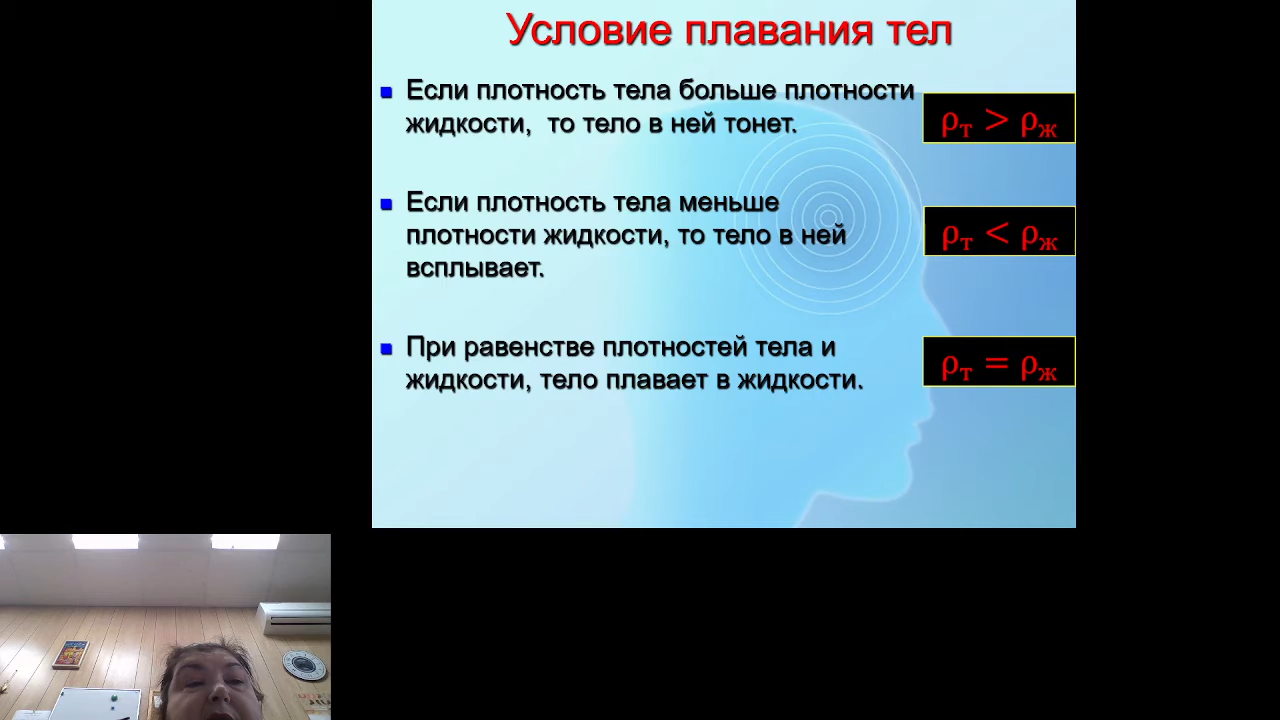 Условие плавания тел
Если плотность тела больше плотности
жидкости, то тело в ней тонет.
ρт > ρж
Если плотность тела меньше
плотности жидкости, то тело в ней
всплывает.
ρт < ρж
При равенстве плотностей тела и
жидкости, тело плавает в жидкости.
ρт = ρж